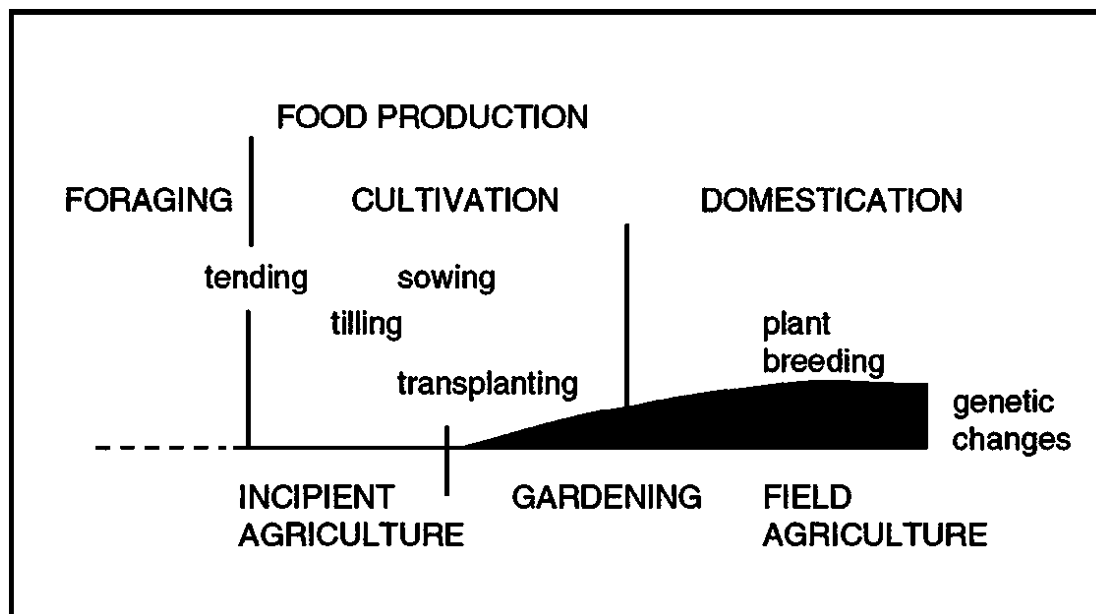 FOOD PRODUCTION
FORAGING
CULTIVATION
DOMESTICATION
tending
sowing
tilling
transplanting
plant
breeding
genetic
changes
INCIPIENT
AGRICULTURE
GARDENING
FIELD
AGRICULTURE